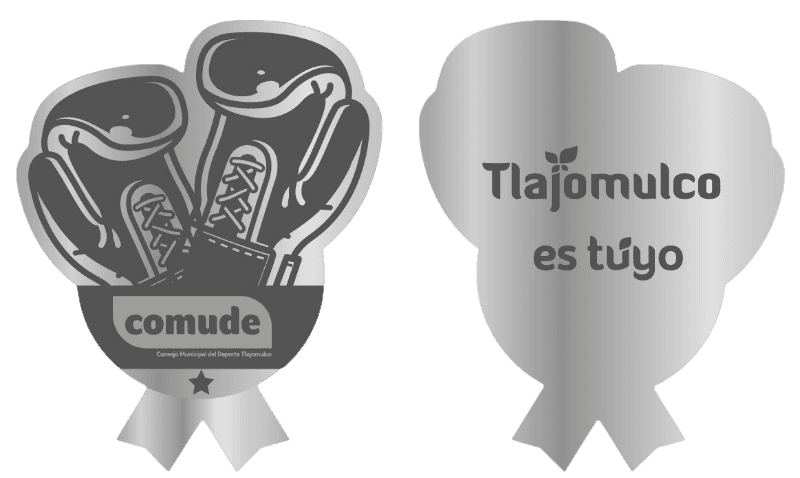 comude
Consejo Municipal del Deporte Tlajomulco
Tlajomulco
es tuyo